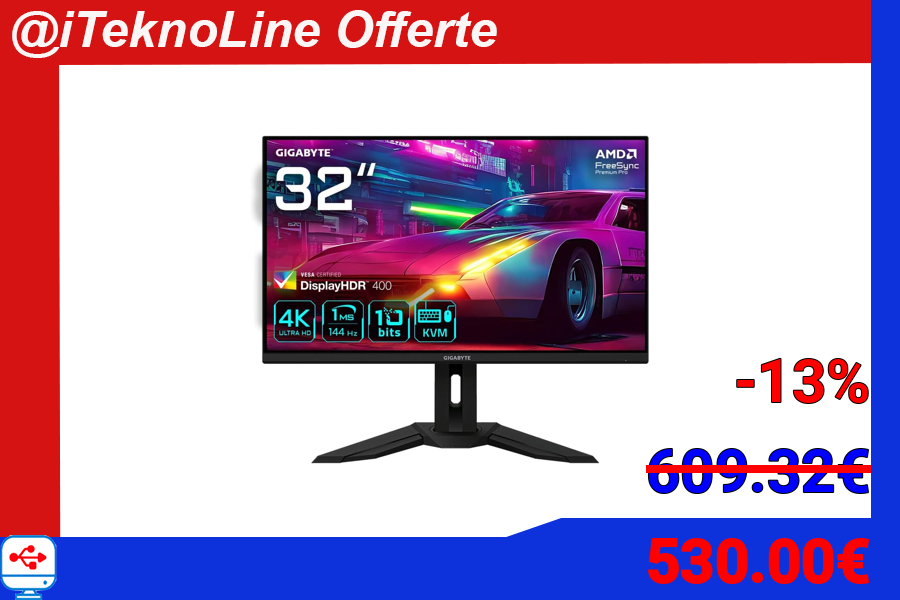 @iTeknoLine Offerte
GIGABYTE
32"
AMD
FreeSync
Premium Pro
VESA CERTIFIED
DisplayHDR™ 400
4K
ULTRA HD
1MS
144 Hz
10
bits
KVM
GIGABYTE
-13%
609.32€
530.00€